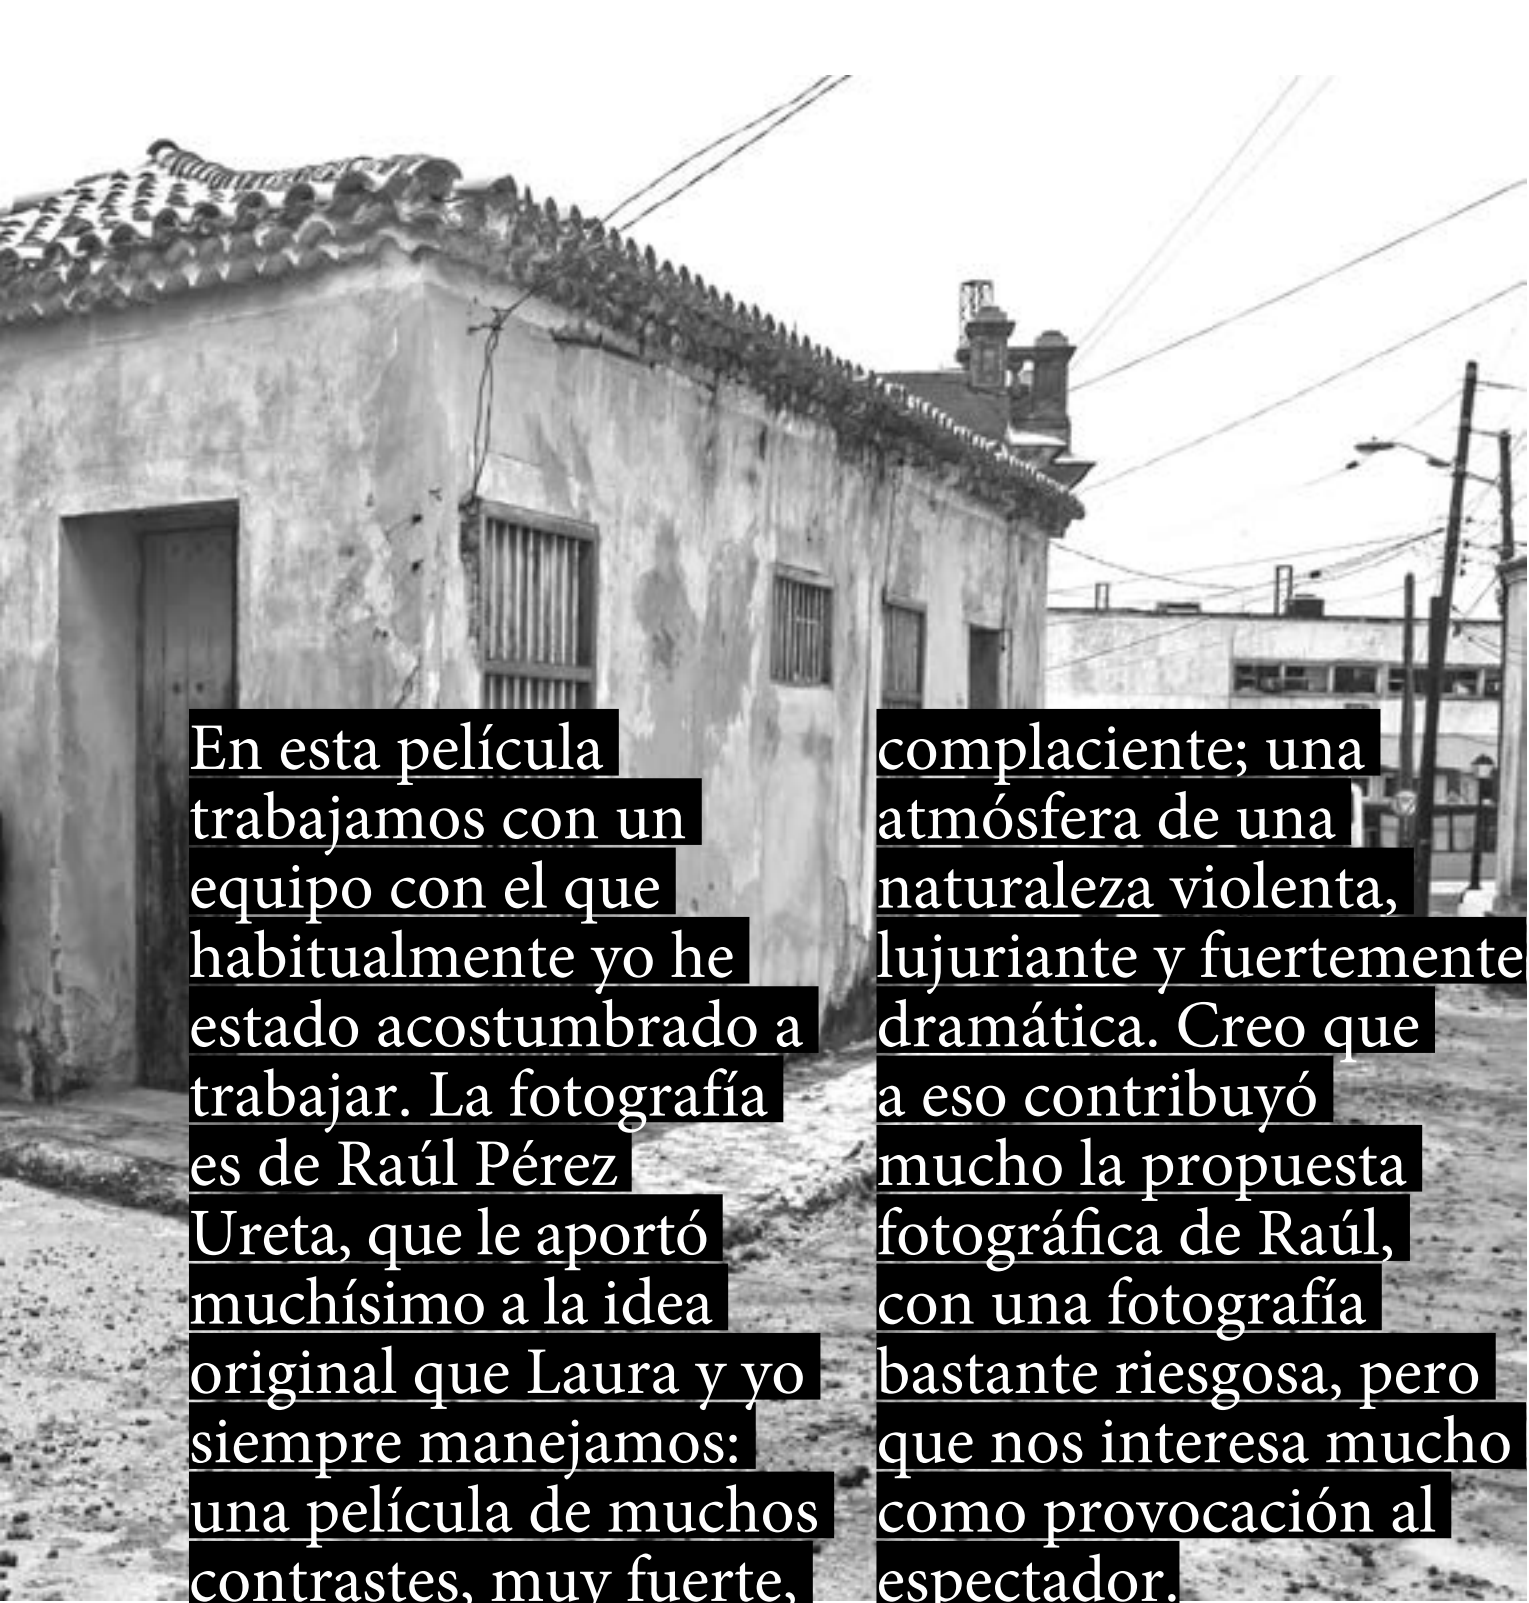 En esta película
trabajamos con un
equipo con el que
habitualmente yo he
estado acostumbrado a
trabajar. La fotografía
es de Raúl Pérez
Ureta, que le aportó
muchísimo a la idea
original que Laura y yo
siempre manejamos:
una película de muchos
contrastes, muy fuerte,
complaciente; una
atmósfera de una
naturaleza violenta,
lujuriante y fuertemente
dramática. Creo que
a eso contribuyó
mucho la propuesta
fotográfica de Raúl,
con una fotografía
bastante riesgosa, pero
que nos interesa mucho
como provocación al
espectador.